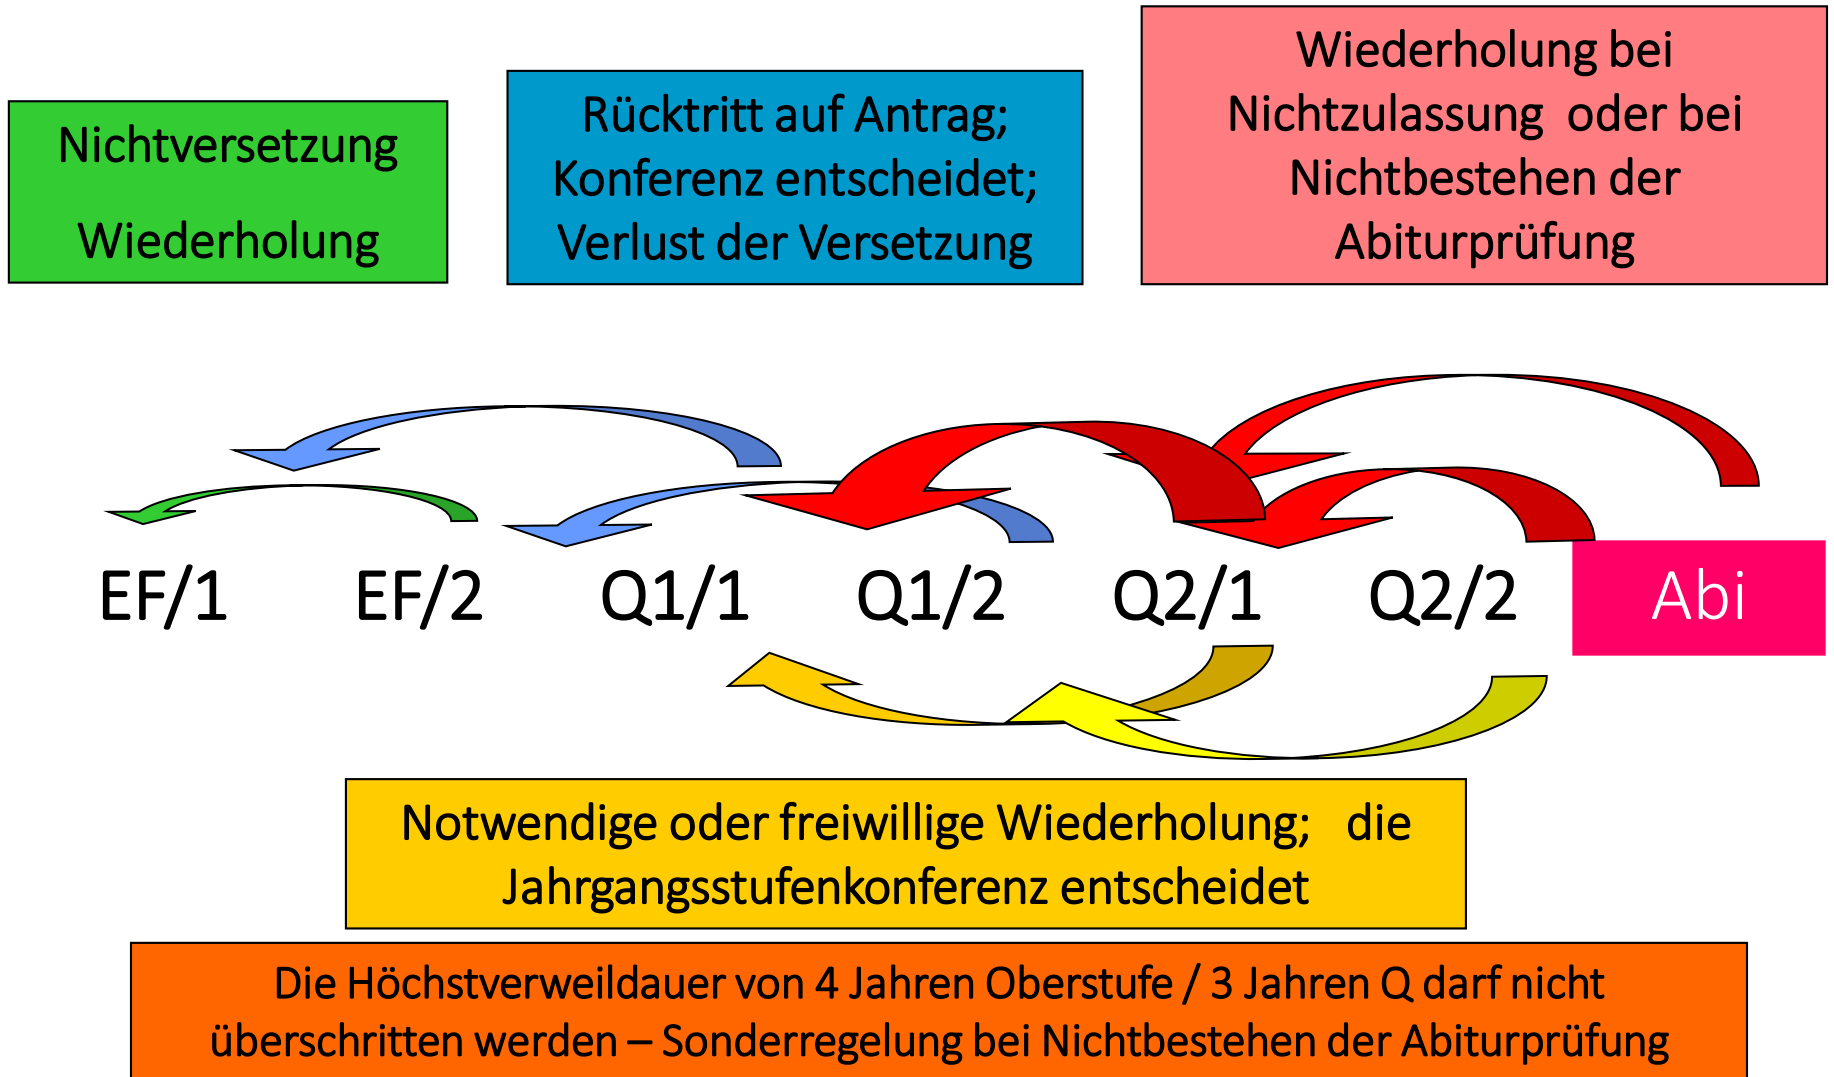 Nichtversetzung
Wiederholung
Rücktritt auf Antrag;
Konferenz entscheidet;
Verlust der Versetzung
Wiederholung bei
Nichtzulassung oder bei
Nichtbestehen der
Abiturprüfung
EF/1 EF/2 Q1/1 Q1/2 Q2/1 Q2/2 Abi
Notwendige oder freiwillige Wiederholung; die
Jahrgangsstufenkonferenz entscheidet
Die Höchstverweildauer von 4 Jahren Oberstufe / 3 Jahren Q darf nicht
überschritten werden – Sonderregelung bei Nichtbestehen der Abiturprüfung